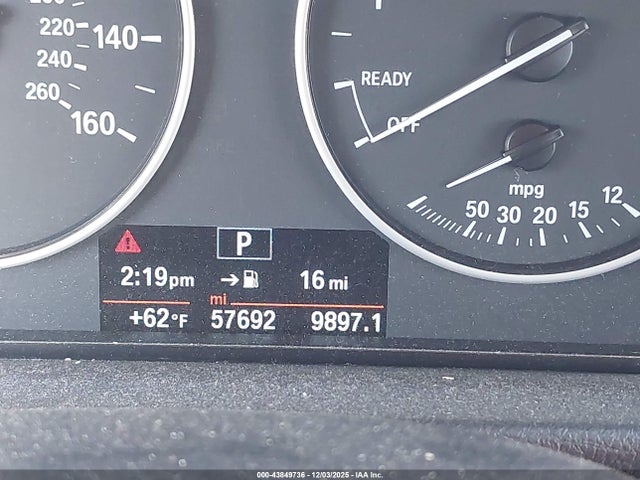 220
140
240
260
160
READY
OFF
mpg
50 30 20 15 12
P
2:19pm → 16 mi
mi
+62°F 57692 9897.1
000-43849736 - 12/03/2025 - IAA Inc.